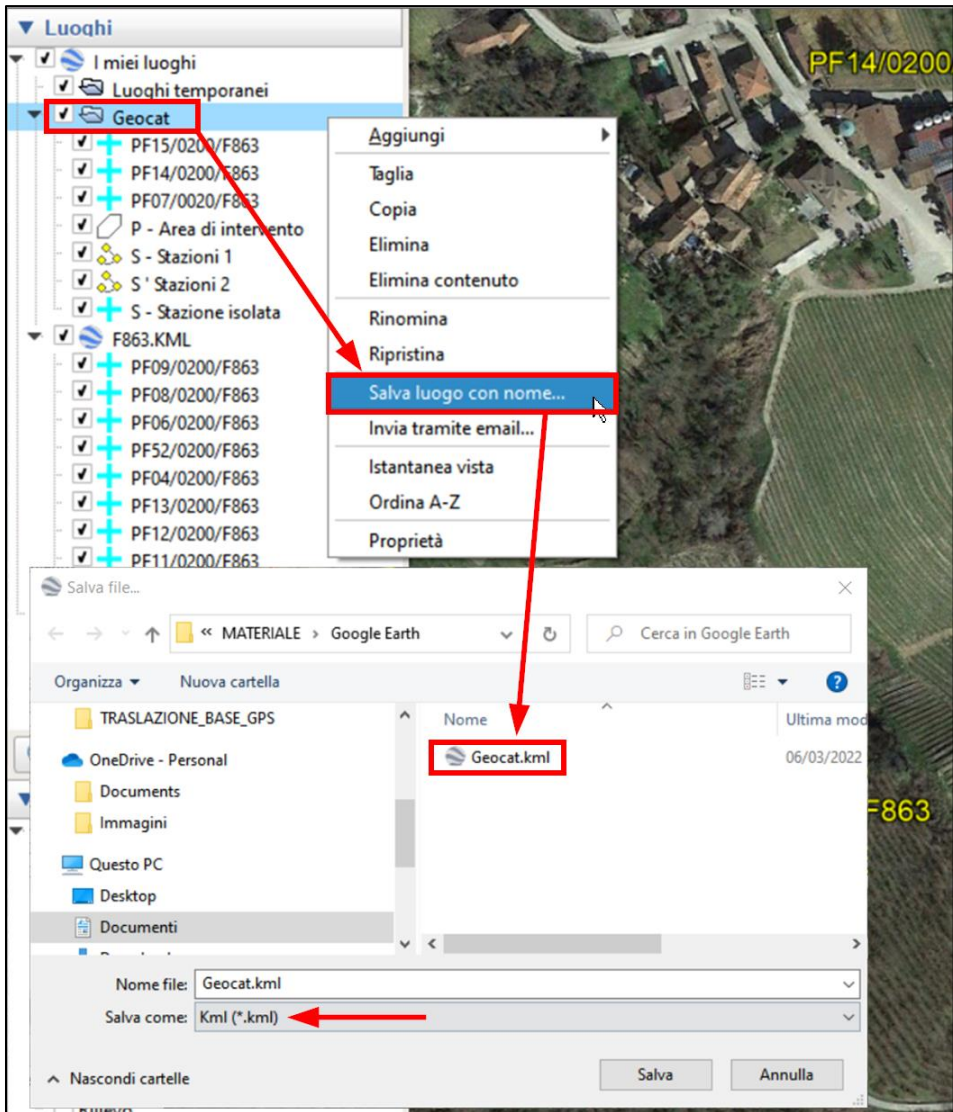 Luoghi
I miei luoghi
Luoghi temporanei
Geocat
PF15/0200/F863
PF14/0200/F863
PF07/0020/F863
P - Area di intervento
S - Stazioni 1
S ' Stazioni 2
S - Stazione isolata
F863.KML
PF09/0200/F863
PF08/0200/F863
PF06/0200/F863
PF52/0200/F863
PF04/0200/F863
PF13/0200/F863
PF12/0200/F863
PF11/0200/F863
Aggiungi
Taglia
Copia
Elimina
Elimina contenuto
Rinomina
Ripristina
Salva luogo con nome...
Invia tramite email...
Istantanea vista
Ordina A-Z
Proprietà
PF14/0200
F863
Salva file...
« MATERIALE › Google Earth
Cerca in Google Earth
Organizza
Nuova cartella
TRASLAZIONE_BASE_GPS
OneDrive - Personal
Documents
Immagini
Questo PC
Desktop
Documenti
Nome
Ultima mod
Geocat.kml
06/03/2022
Nome file: Geocat.kml
Salva come: Kml (*.kml)
Nascondi cartelle
Salva
Annulla